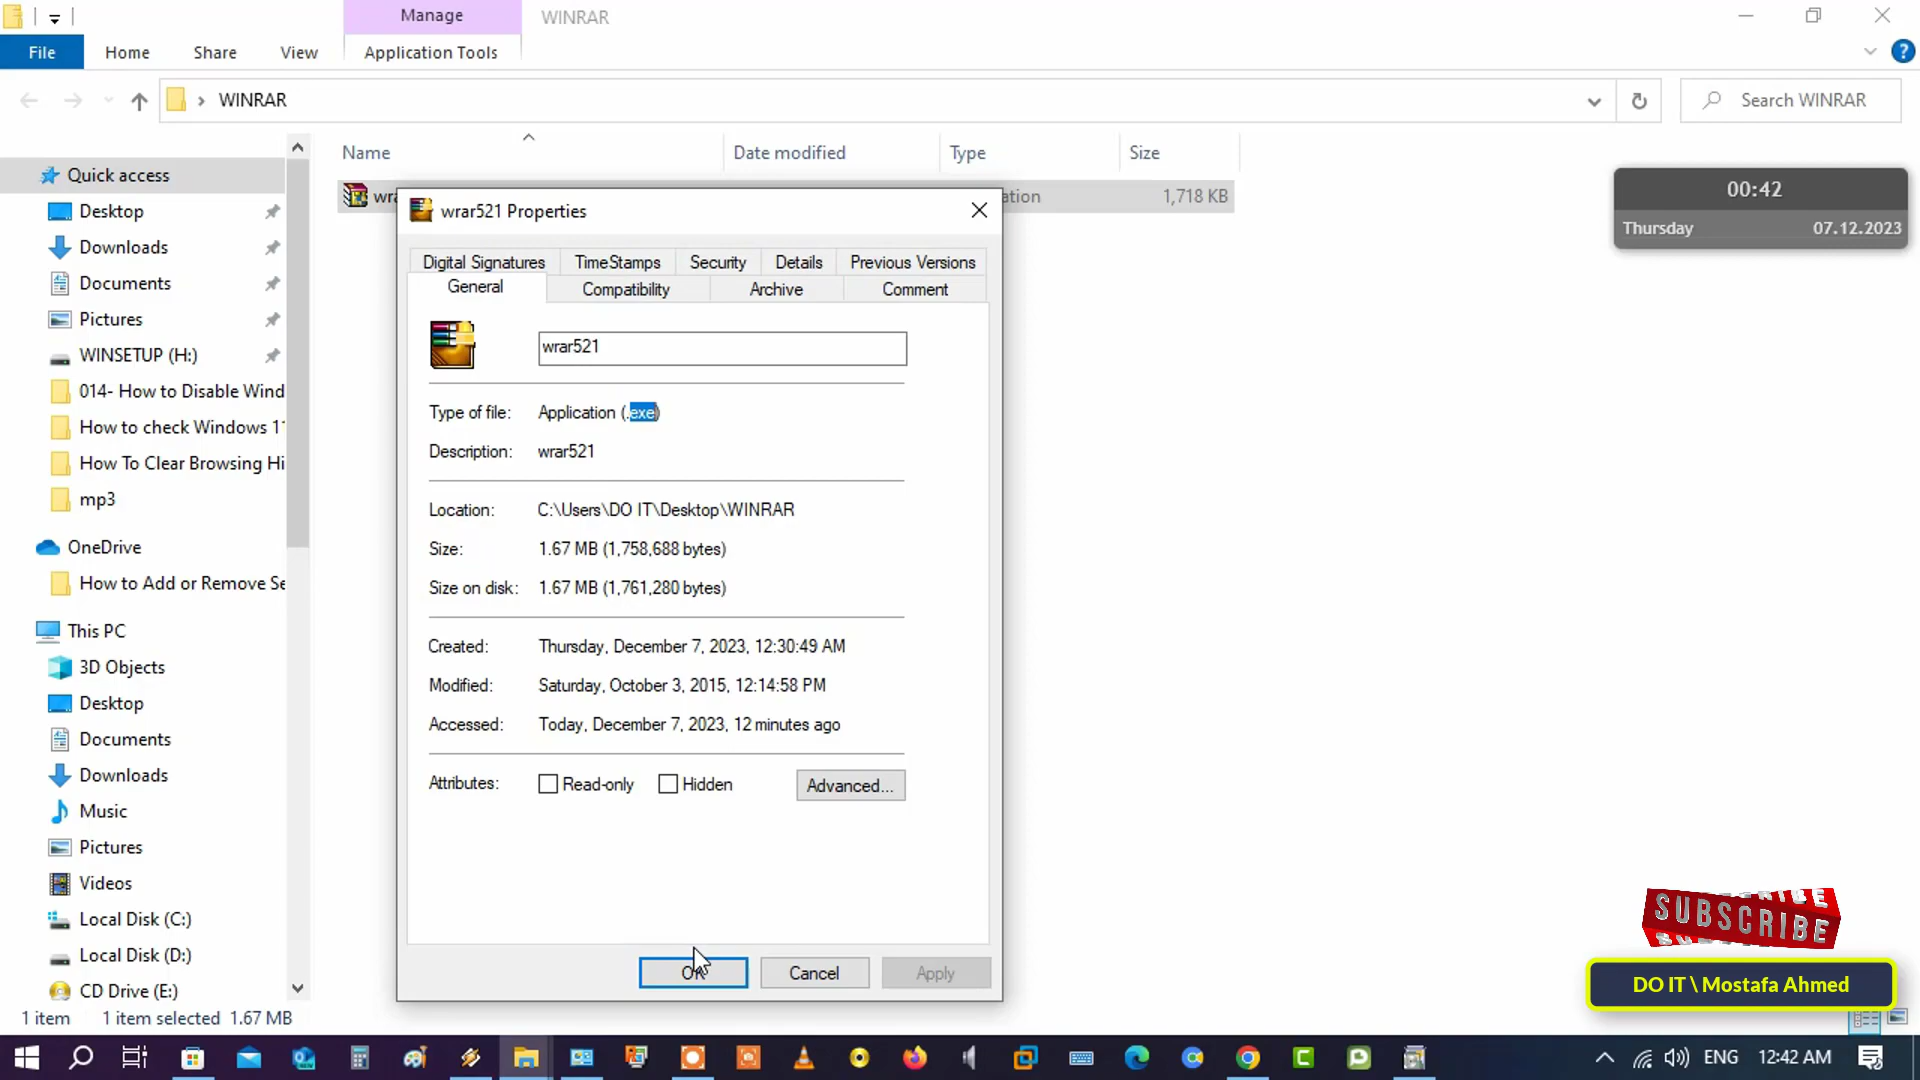 Manage
WINRAR
File
Home
Share
View
Application Tools
WINRAR
Search WINRAR
Name
Date modified
Type
Size
wra
ation
1,718 KB
Quick access
Desktop
Downloads
Documents
Pictures
WINSETUP (H:)
014- How to Disable Wind
How to check Windows 1
How To Clear Browsing Hi
mp3
OneDrive
How to Add or Remove Se
This PC
3D Objects
Desktop
Documents
Downloads
Music
Pictures
Videos
Local Disk (C:)
Local Disk (D:)
CD Drive (E:)
1 item
1 item selected
1.67 MB
wrar521 Properties
Digital Signatures
TimeStamps
Security
Details
Previous Versions
General
Compatibility
Archive
Comment
wrar521
Type of file: Application (.exe)
Description: wrar521
Location: C:\Users\DO IT\Desktop\WINRAR
Size: 1.67 MB (1,758,688 bytes)
Size on disk: 1.67 MB (1,761,280 bytes)
Created: Thursday, December 7, 2023, 12:30:49 AM
Modified: Saturday, October 3, 2015, 12:14:58 PM
Accessed: Today, December 7, 2023, 12 minutes ago
Attributes: Read-only Hidden Advanced...
OK
Cancel
Apply
00:42
Thursday 07.12.2023
SUBSCRIBE
DO IT \ Mostafa Ahmed
ENG
12:42 AM